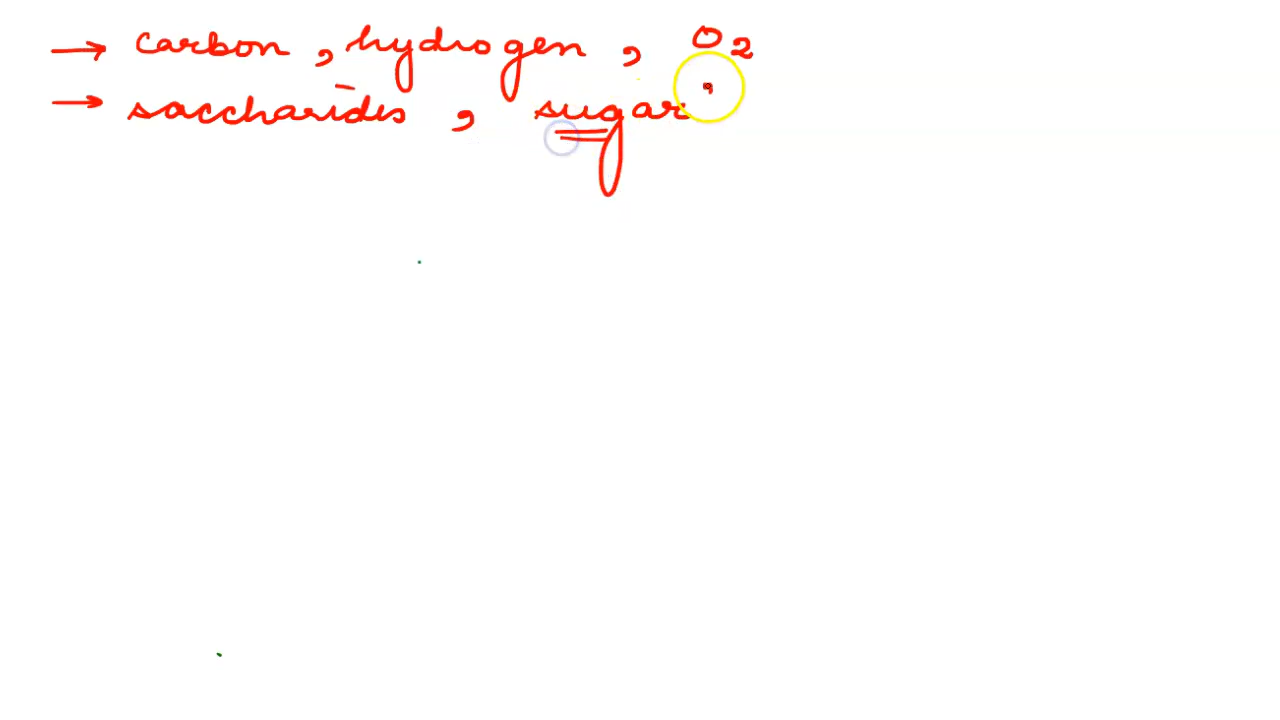 → carbon, hydrogen, O2
→ saccharides, sugar